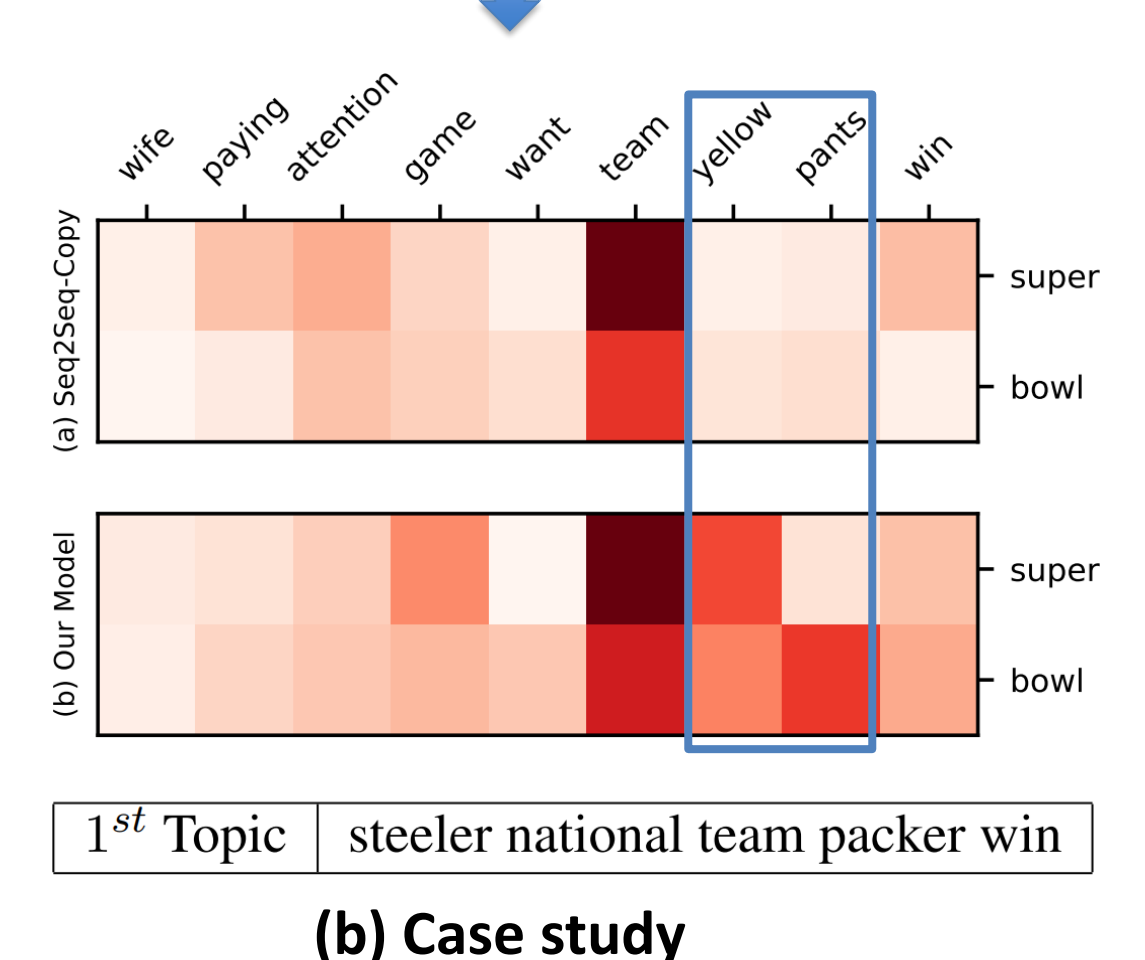 wife paying attention game want team yellow pants win
(a) Seq2Seq-Copy
super
bowl
(b) Our Model
super
bowl
1st Topic steeler national team packer win
(b) Case study